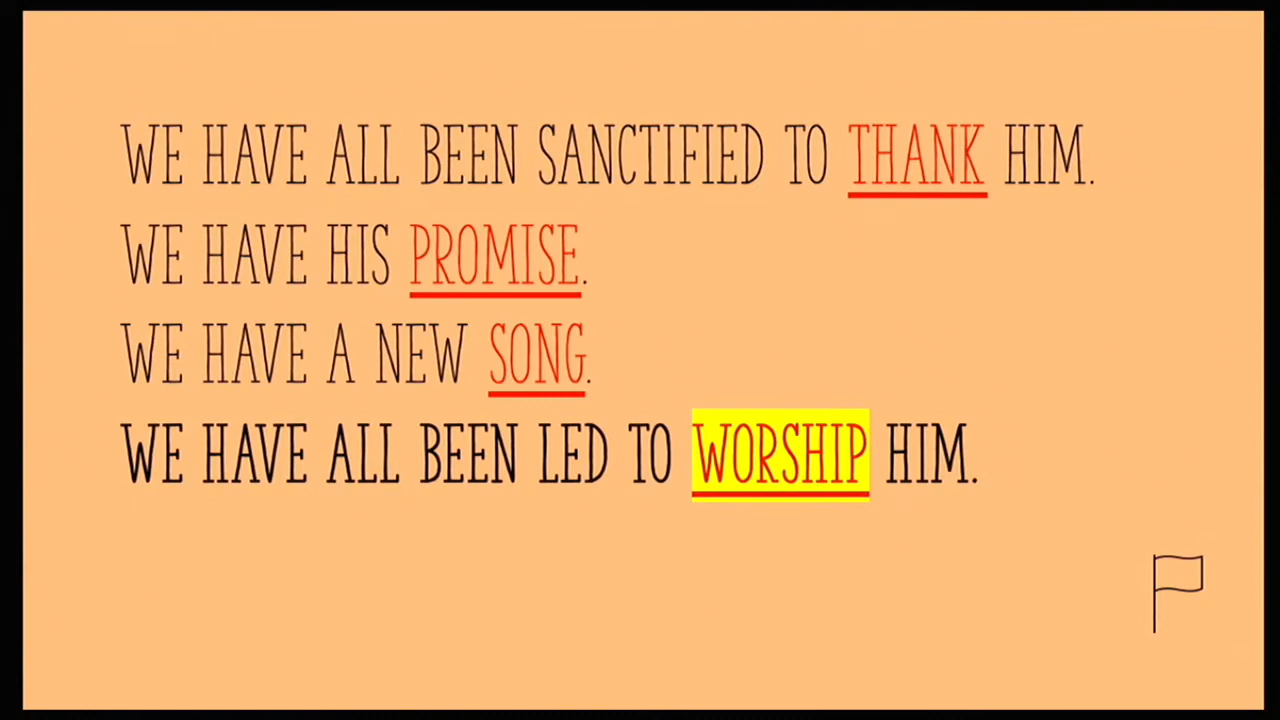 WE HAVE ALL BEEN SANCTIFIED TO THANK HIM.
WE HAVE HIS PROMISE.
WE HAVE A NEW SONG.
WE HAVE ALL BEEN LED TO WORSHIP HIM.